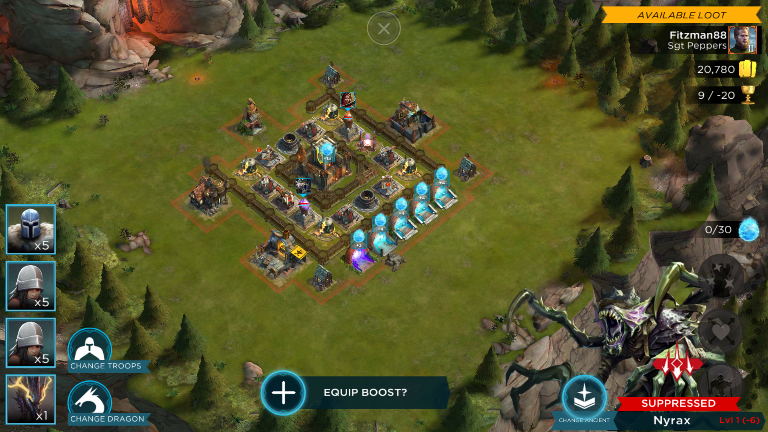 AVAILABLE LOOT
Fitzman88
Sgt Peppers
20,780
9 / -20
0/30
x5
x5
x5
x1
CHANGE TROOPS
CHANGE DRAGON
EQUIP BOOST?
CHANGE ANCIENT
SUPPRESSED
Nyrax
Lvl 1 (-6)